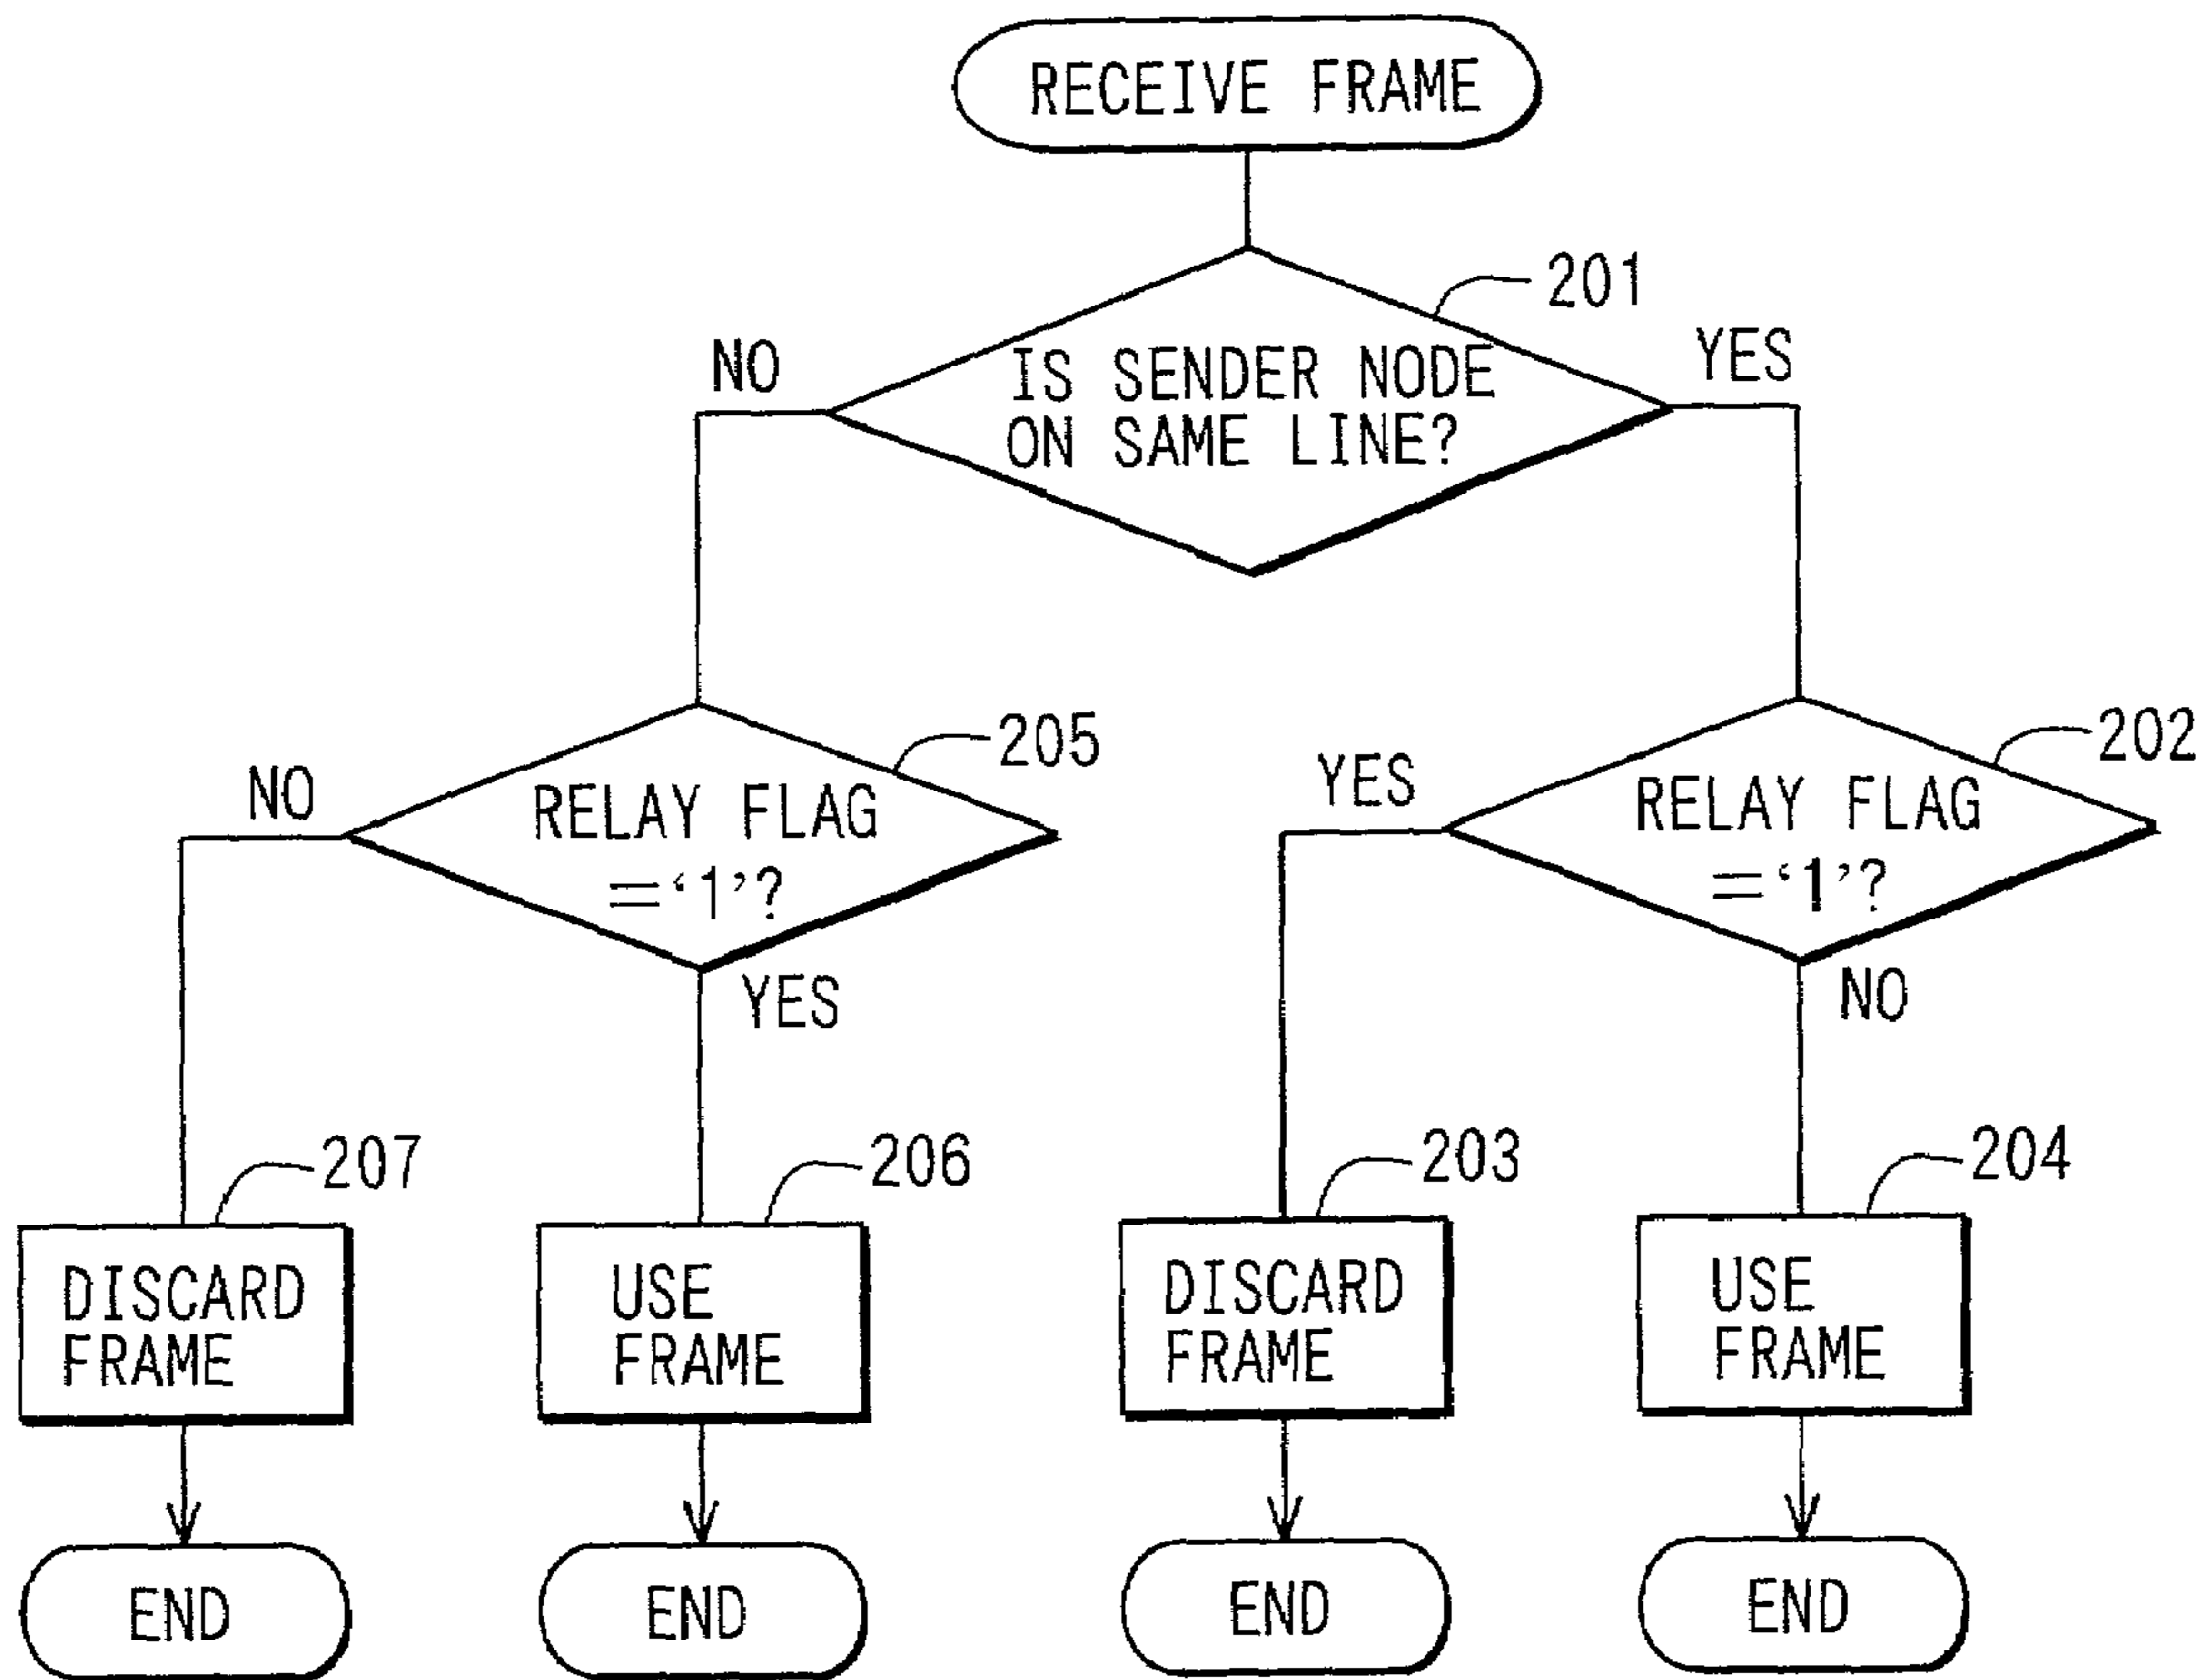 RECEIVE FRAME
201
NO
YES
IS SENDER NODE
ON SAME LINE?
205
202
NO
RELAY FLAG
=‘1’?
YES
YES
RELAY FLAG
=‘1’?
NO
207
206
203
204
DISCARD
FRAME
USE
FRAME
DISCARD
FRAME
USE
FRAME
END
END
END
END